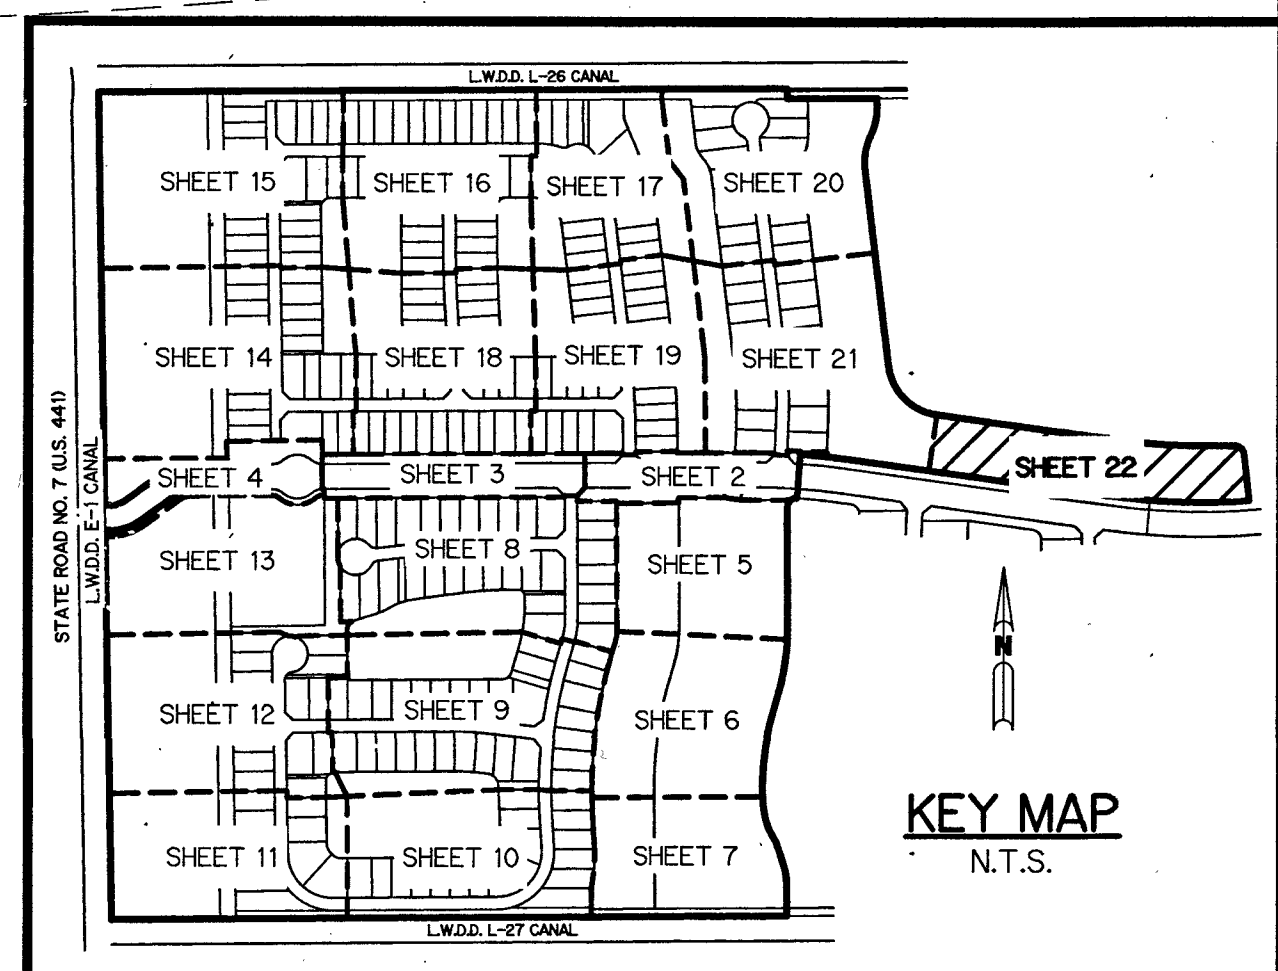 L.W.D.D. L-26 CANAL
SHEET 15
SHEET 16
SHEET 17
SHEET 20
SHEET 14
SHEET 18
SHEET 19
SHEET 21
STATE ROAD NO. 7 (U.S. 441)
L.W.D.D. E-1 CANAL
SHEET 4
SHEET 3
SHEET 2
SHEET 22
SHEET 13
SHEET 8
SHEET 5
N
SHEET 12
SHEET 9
SHEET 6
KEY MAP
N.T.S.
SHEET 11
SHEET 10
SHEET 7
L.W.D.D. L-27 CANAL